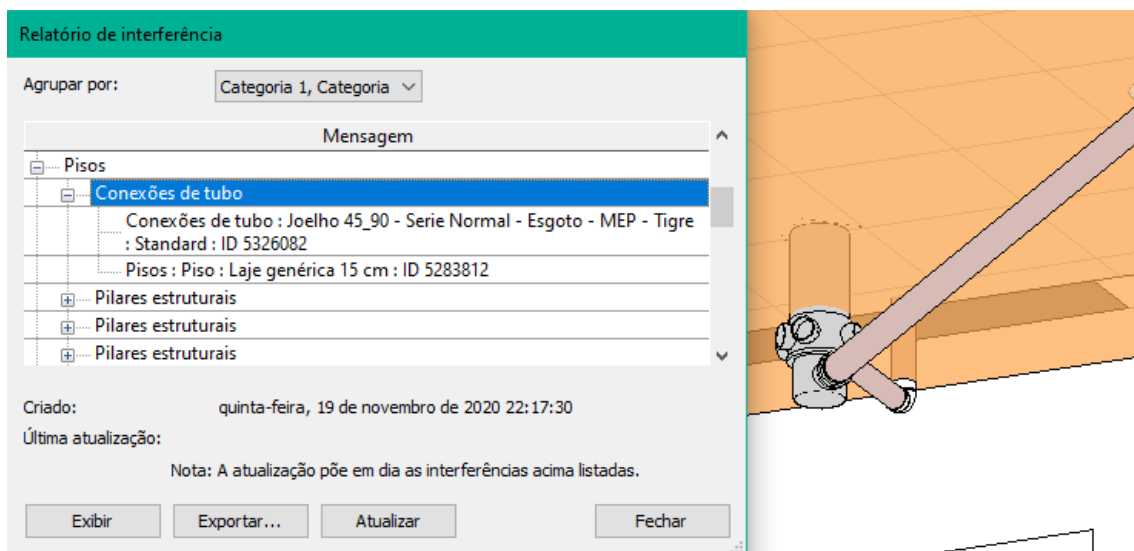 Relatório de interferência
Agrupar por:
Categoria 1, Categoria
Mensagem
Pisos
Conexões de tubo
Conexões de tubo : Joelho 45_90 - Serie Normal - Esgoto - MEP - Tigre
: Standard : ID 5326082
Pisos : Piso : Laje genérica 15 cm : ID 5283812
Pilares estruturais
Pilares estruturais
Pilares estruturais
Criado:
quinta-feira, 19 de novembro de 2020 22:17:30
Última atualização:
Nota: A atualização põe em dia as interferências acima listadas.
Exibir
Exportar...
Atualizar
Fechar